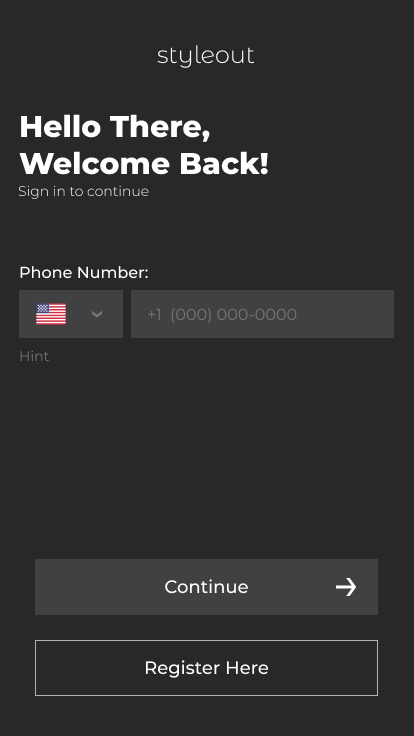 styleout
Hello There,
Welcome Back!
Sign in to continue
Phone Number:
+1 (000) 000-0000
Hint
Continue
Register Here